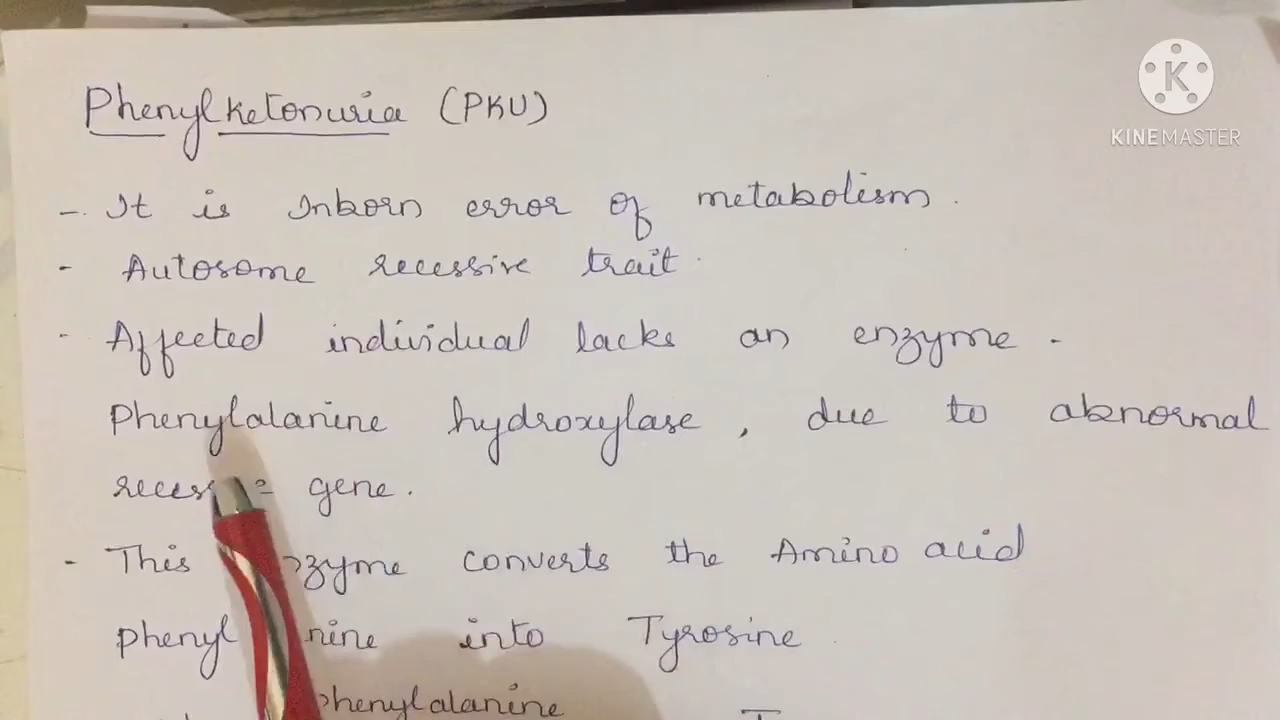 Phenylketonuria (PKU)
K
KINEMASTER
- It is Inborn error of metabolism.
- Autosome recessive trait.
- Affected individual lacks an enzyme.
Phenylalanine hydroxylase, due to abnormal
gene.
- This converts the Amino acid
into Tyrosine
phenylalanine